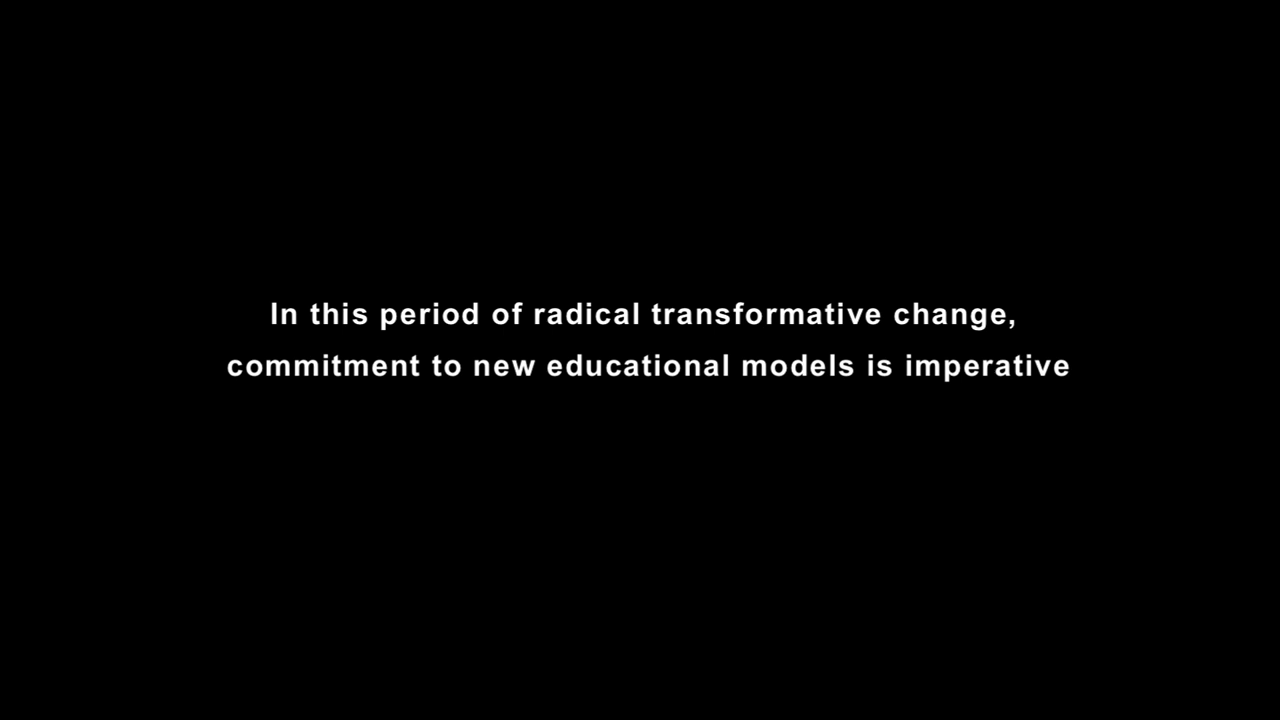 In this period of radical transformative change,
commitment to new educational models is imperative